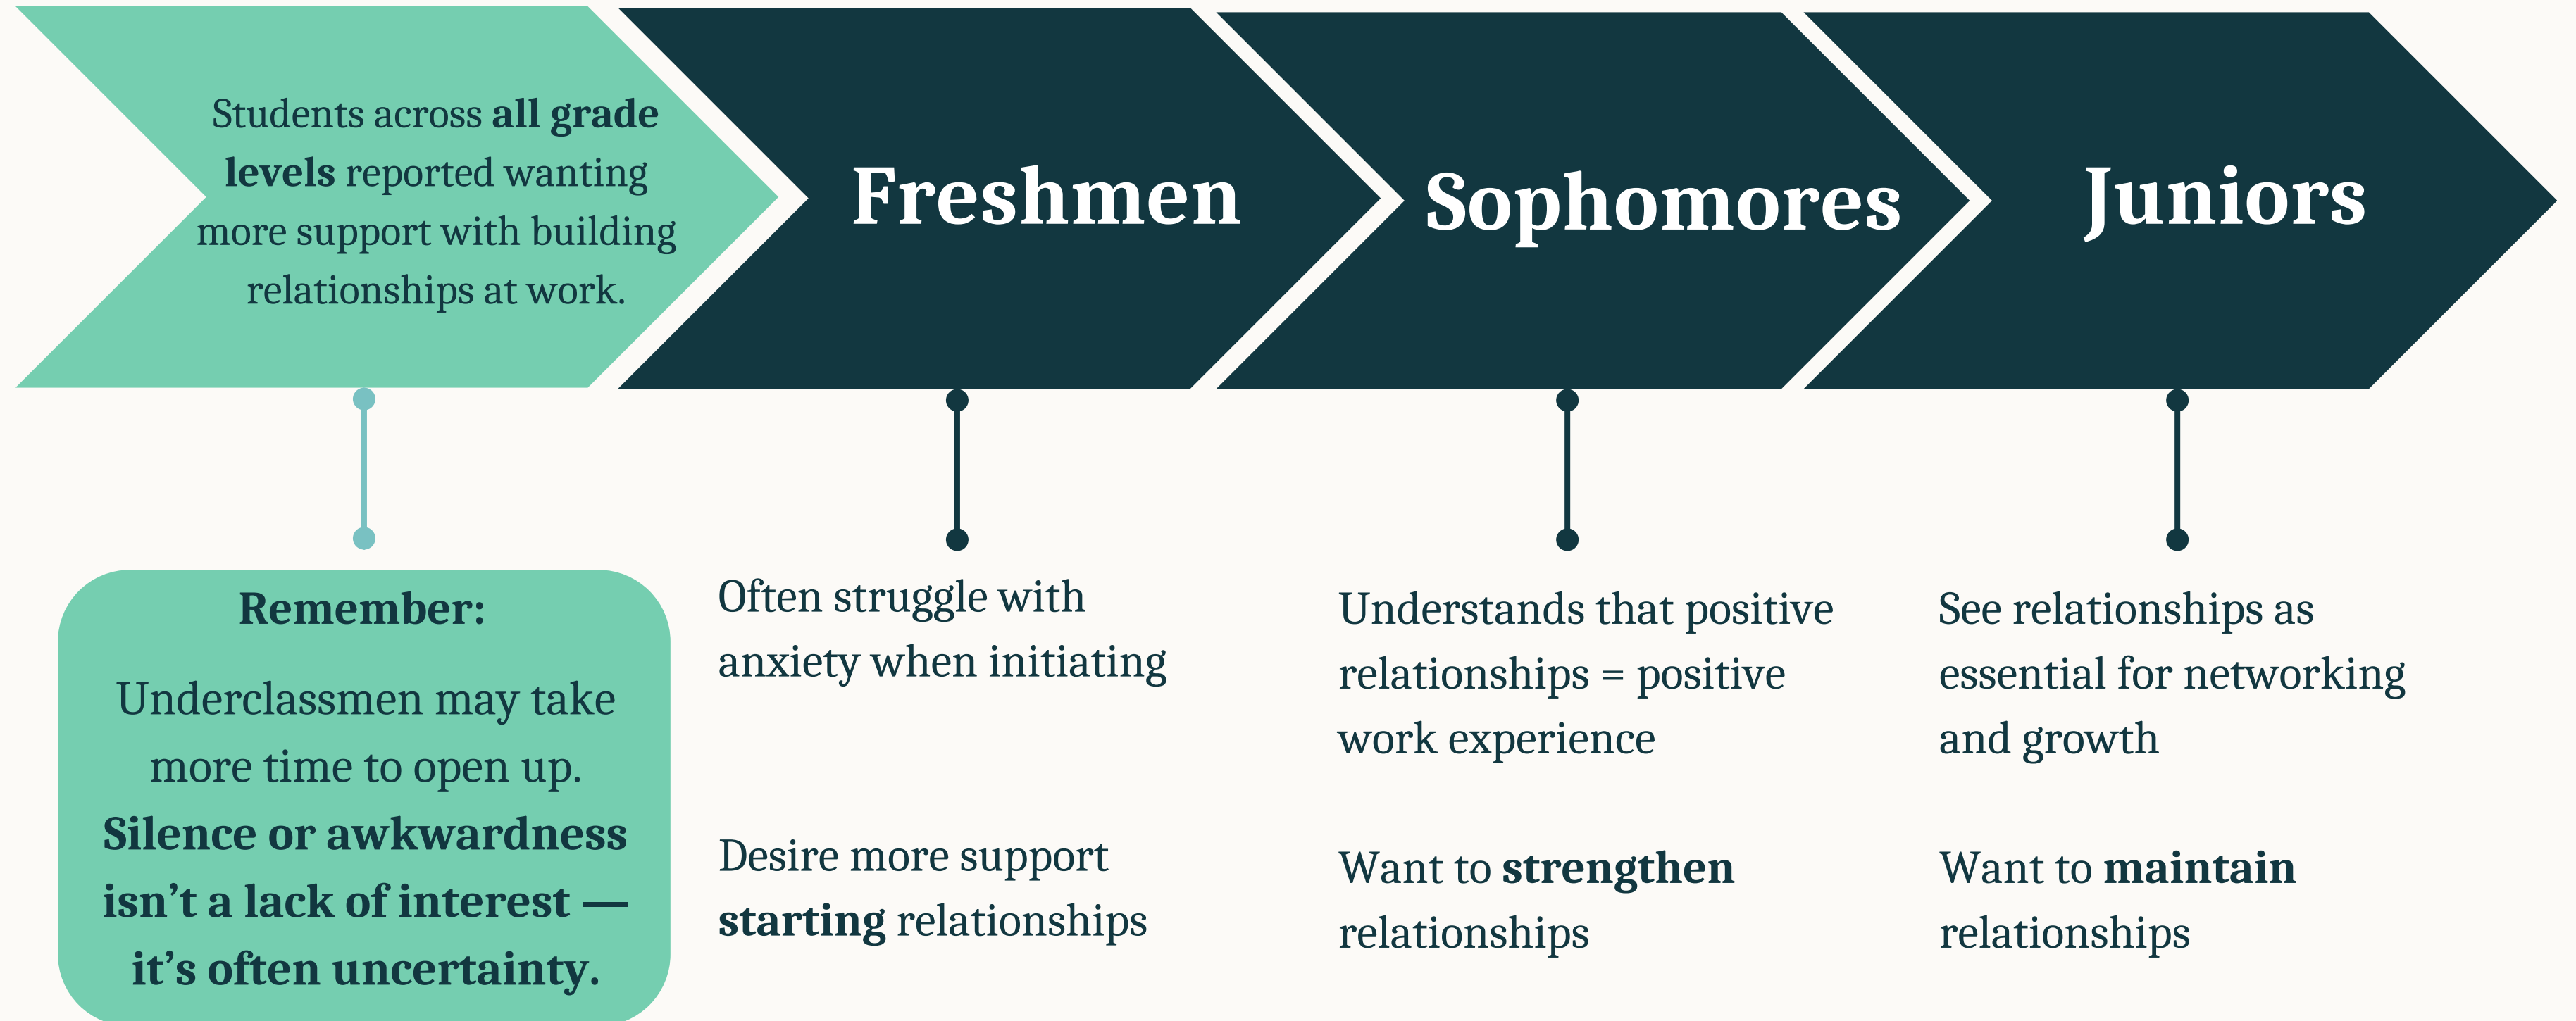 Students across all grade
levels reported wanting
more support with building
relationships at work.
Freshmen
Sophomores
Juniors
Remember:
Underclassmen may take
more time to open up.
Silence or awkwardness
isn’t a lack of interest —
it’s often uncertainty.
Often struggle with
anxiety when initiating
Desire more support
starting relationships
Understands that positive
relationships = positive
work experience
Want to strengthen
relationships
See relationships as
essential for networking
and growth
Want to maintain
relationships